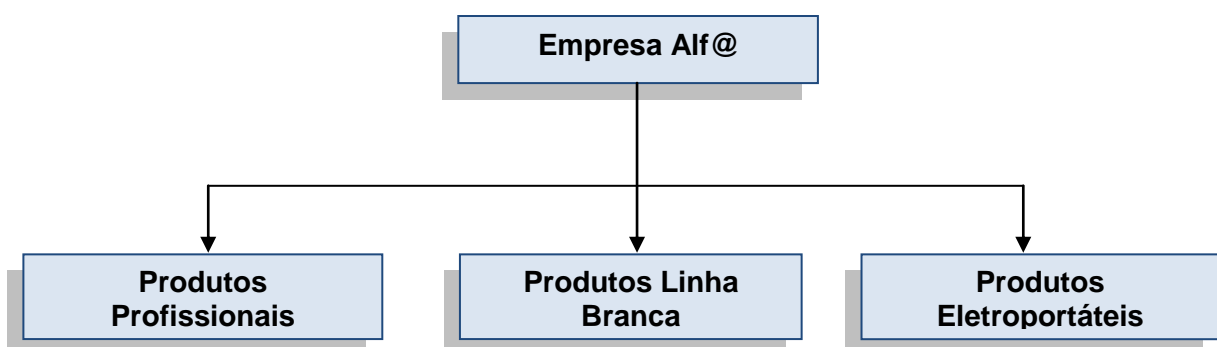 Empresa Alf@
Produtos
Profissionais
Produtos Linha
Branca
Produtos
Eletroportáteis